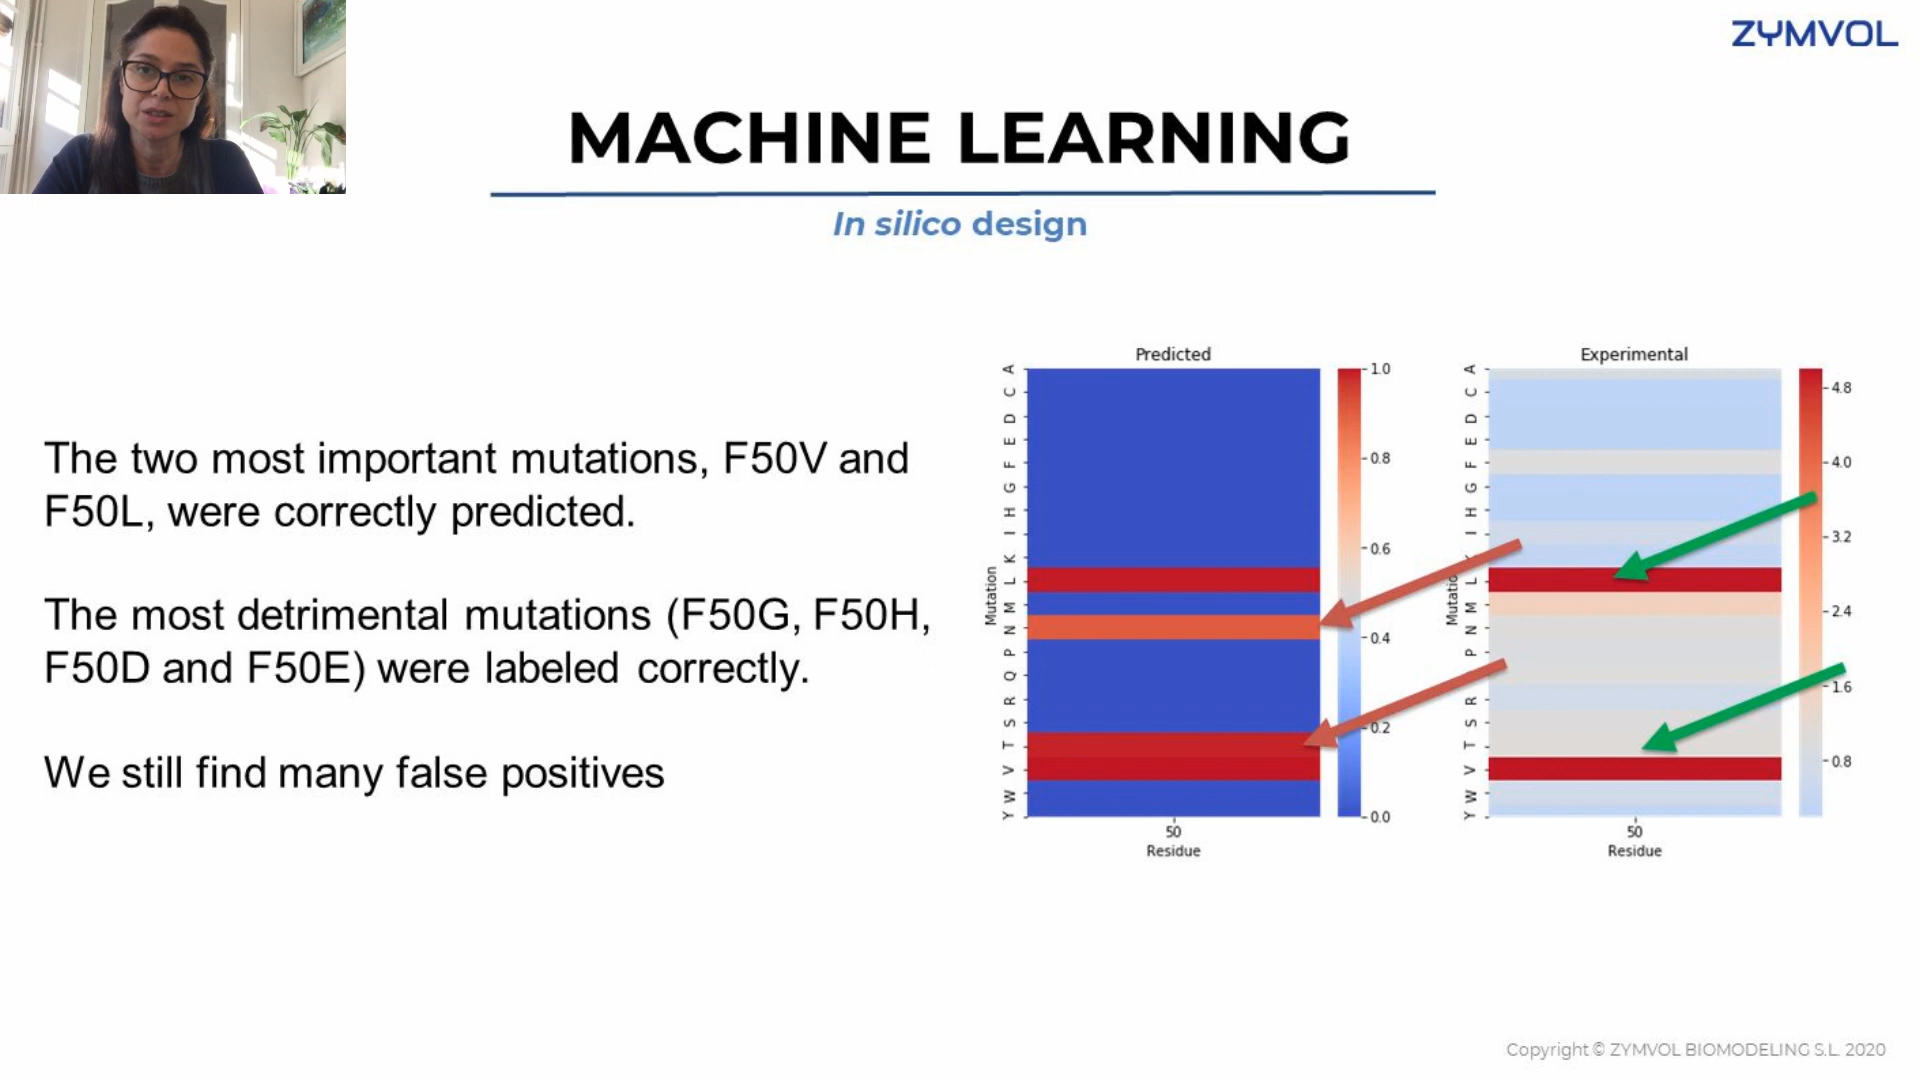 ZYMVOL
MACHINE LEARNING
In silico design
The two most important mutations, F50V and
F50L, were correctly predicted.
The most detrimental mutations (F50G, F50H,
F50D and F50E) were labeled correctly.
We still find many false positives
Predicted
Mutation
A
C
D
E
F
G
H
I
K
L
M
N
P
Q
R
S
T
V
W
Y
50
Residue
1.0
0.8
0.6
0.4
0.2
0.0
Experimental
Mutatio
A
C
D
E
F
G
H
I
L
M
N
P
R
S
T
V
W
Y
50
Residue
4.8
4.0
3.2
2.4
1.6
0.8
Copyright © ZYMVOL BIOMODELING S.L. 2020